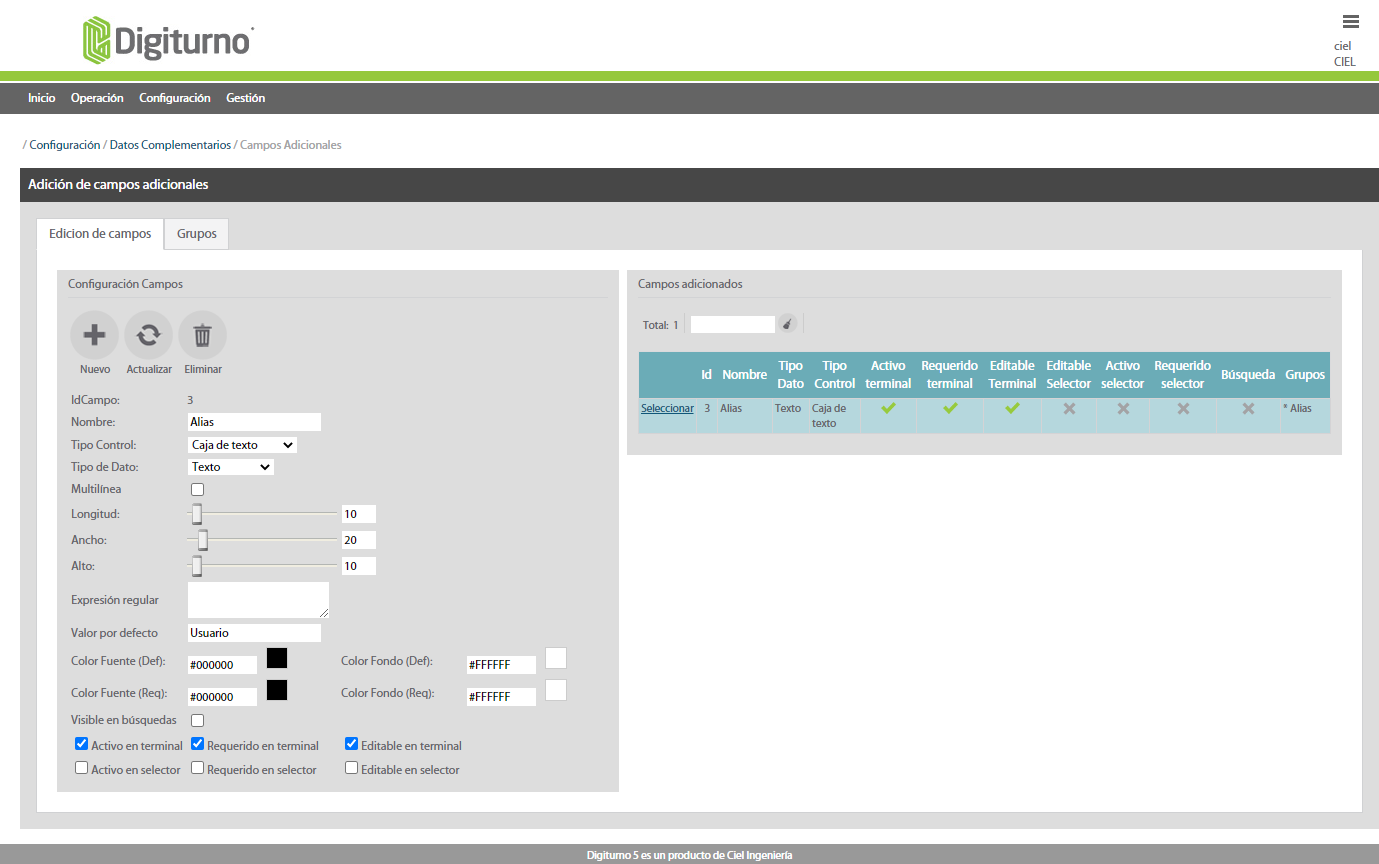 Digiturno
ciel
CIEL
Inicio Operación Configuración Gestión
/ Configuración / Datos Complementarios / Campos Adicionales
Adición de campos adicionales
Edicion de campos Grupos
Configuración Campos
Nuevo Actualizar Eliminar
IdCampo: 3
Nombre: Alias
Tipo Control: Caja de texto
Tipo de Dato: Texto
Multilínea
Longitud: 10
Ancho: 20
Alto: 10
Expresión regular
Valor por defecto Usuario
Color Fuente (Def): #000000 Color Fondo (Def): #FFFFFF
Color Fuente (Req): #000000 Color Fondo (Req): #FFFFFF
Visible en búsquedas
Activo en terminal Requerido en terminal Editable en terminal
Activo en selector Requerido en selector Editable en selector
Campos adicionados
Total: 1
Id Nombre Tipo Dato Tipo Control Activo terminal Requerido terminal Editable Terminal Editable Selector Activo selector Requerido selector Búsqueda Grupos
Seleccionar 3 Alias Texto Caja de texto * Alias
Digiturno 5 es un producto de Ciel Ingeniería